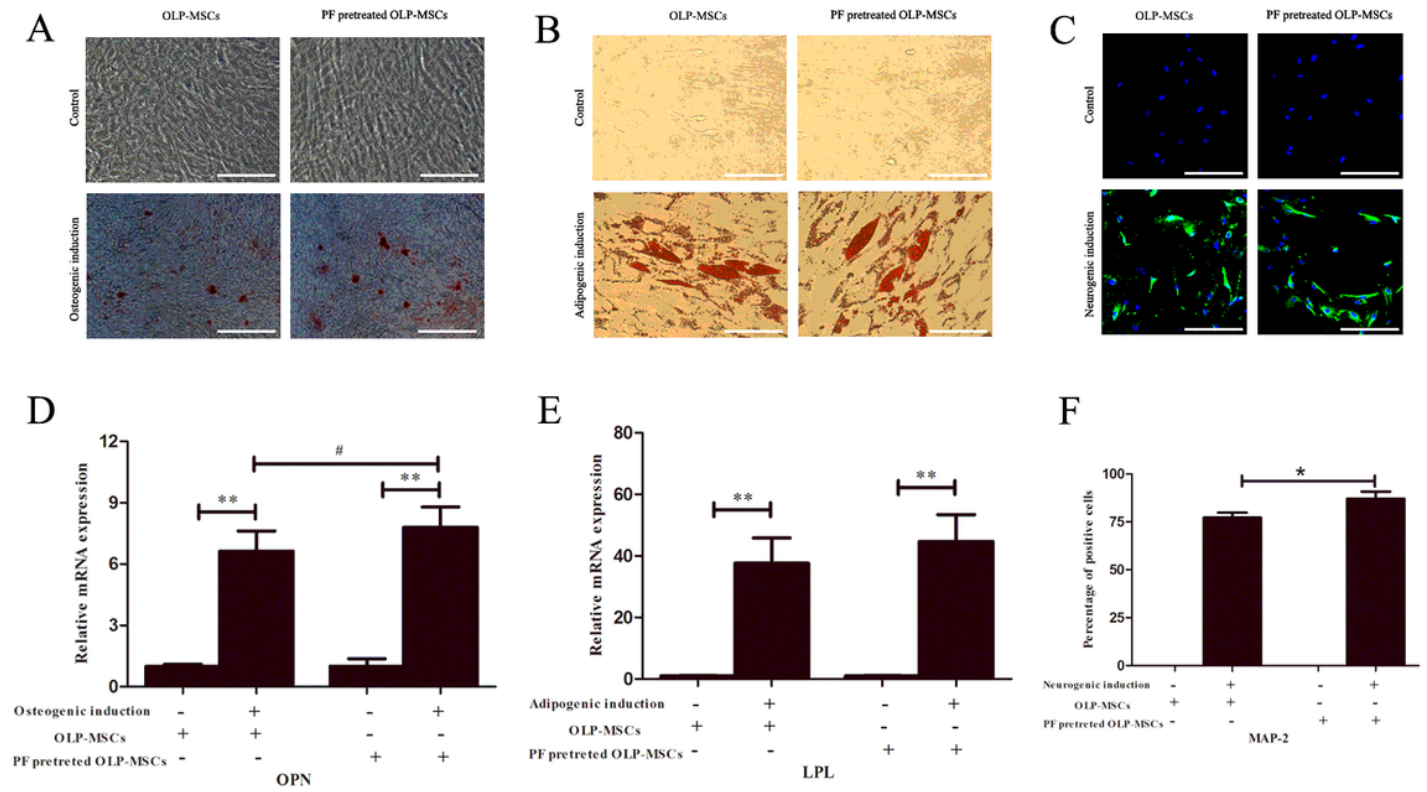 A
OLP-MSCs
PF pretreated OLP-MSCs
Control
Osteogenic induction
B
OLP-MSCs
PF pretreated OLP-MSCs
Control
Adipogenic induction
C
OLP-MSCs
PF pretreated OLP-MSCs
Control
Neurogenic induction
D
Relative mRNA expression
12
9
6
3
0
**
#
**
Osteogenic induction - + - +
OLP-MSCs + + - -
PF pretreted OLP-MSCs - - + +
OPN
E
Relative mRNA expression
80
60
40
20
0
**
**
Adipogenic induction - + - +
OLP-MSCs + + - -
PF pretreted OLP-MSCs - - + +
LPL
F
Percentage of positive cells
100
75
50
25
0
*
Neurogenic induction - + - +
OLP-MSCs + + - -
PF pretreted OLP-MSCs - - + +
MAP-2